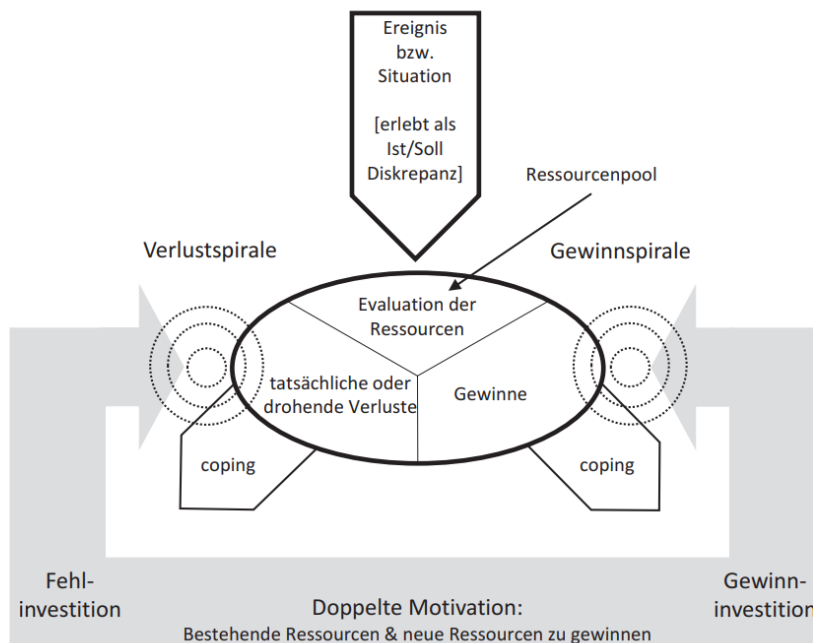 Ereignis
bzw.
Situation
[erlebt als
Ist/Soll
Diskrepanz]
Ressourcenpool
Verlustspirale
Gewinnspirale
Evaluation der
Ressourcen
tatsächliche oder
drohende Verluste
Gewinne
coping
coping
Fehl-
investition
Gewinn-
investition
Doppelte Motivation:
Bestehende Ressourcen & neue Ressourcen zu gewinnen